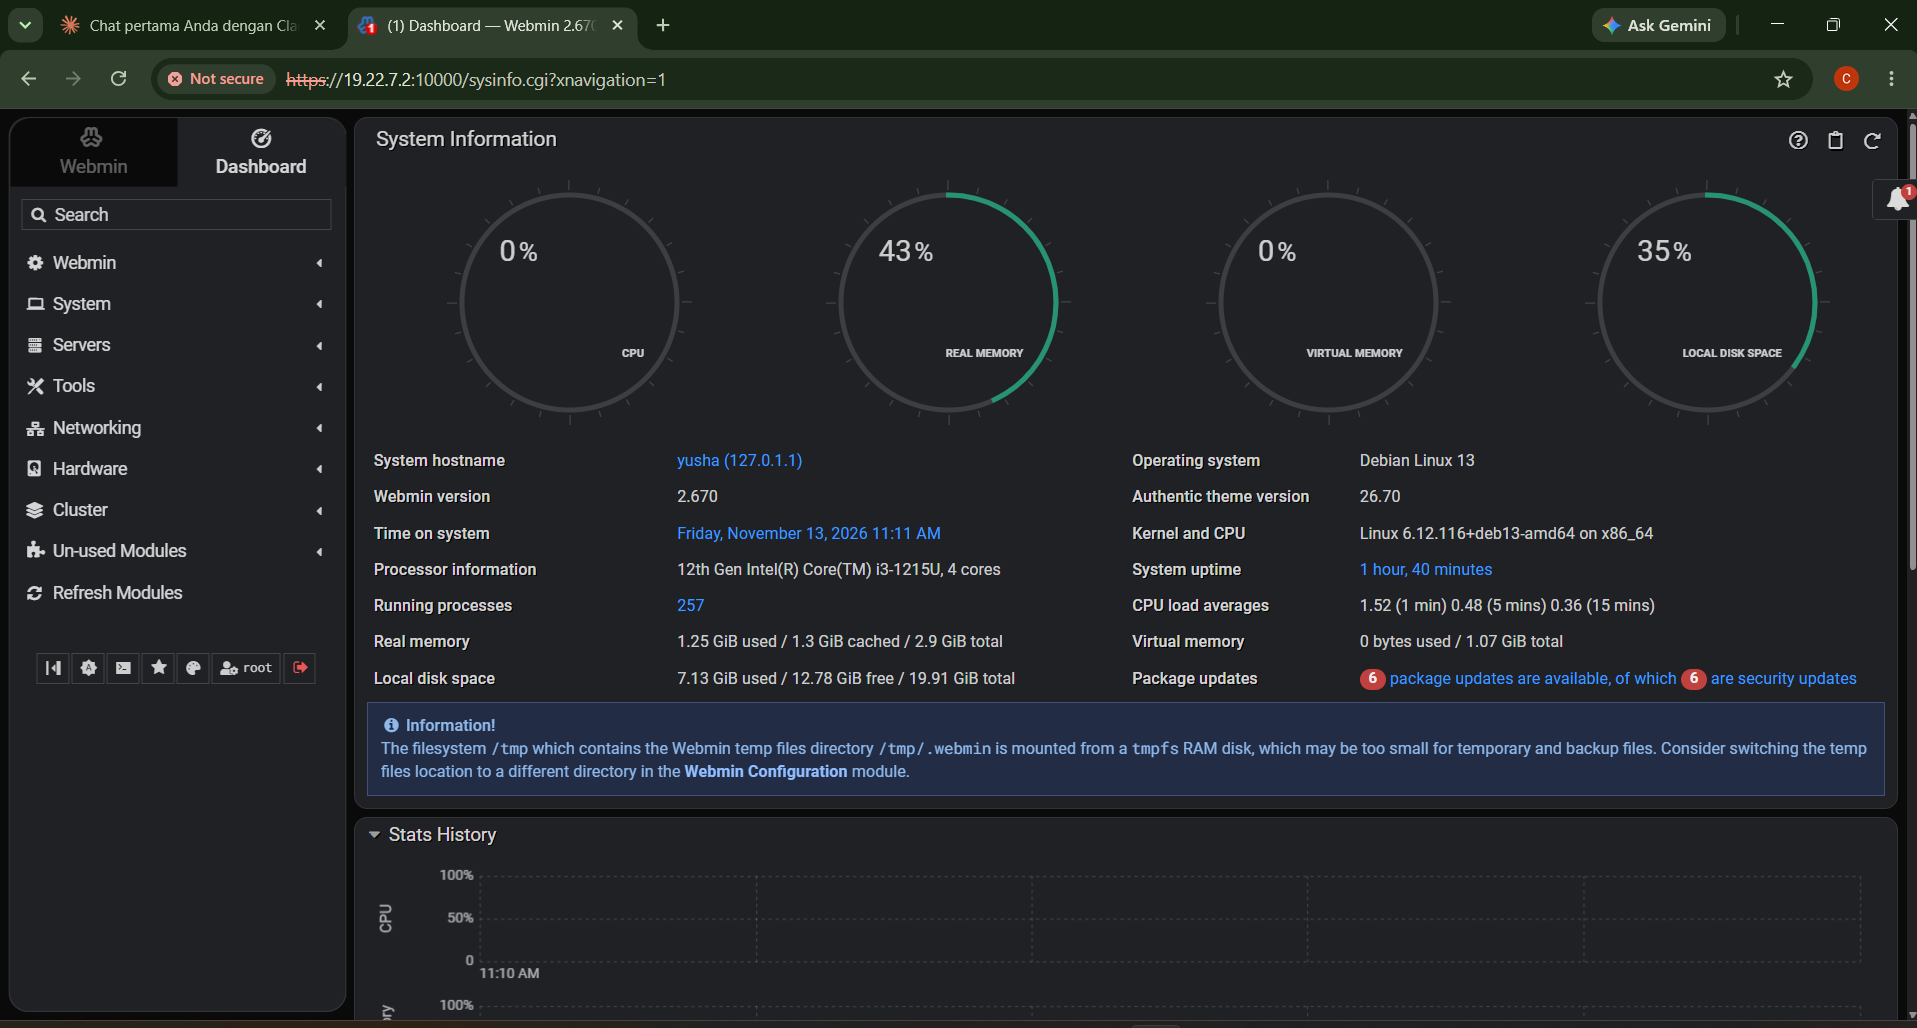 Chat pertama Anda dengan Cla
(1) Dashboard — Webmin 2.670
Ask Gemini
Not secure
https://19.22.7.2:10000/sysinfo.cgi?xnavigation=1
C
Webmin
Dashboard
Search
Webmin
System
Servers
Tools
Networking
Hardware
Cluster
Un-used Modules
Refresh Modules
root
System Information
1
0%
CPU
43%
REAL MEMORY
0%
VIRTUAL MEMORY
35%
LOCAL DISK SPACE
System hostname yusha (127.0.1.1) Operating system Debian Linux 13
Webmin version 2.670 Authentic theme version 26.70
Time on system Friday, November 13, 2026 11:11 AM Kernel and CPU Linux 6.12.116+deb13-amd64 on x86_64
Processor information 12th Gen Intel(R) Core(TM) i3-1215U, 4 cores System uptime 1 hour, 40 minutes
Running processes 257 CPU load averages 1.52 (1 min) 0.48 (5 mins) 0.36 (15 mins)
Real memory 1.25 GiB used / 1.3 GiB cached / 2.9 GiB total Virtual memory 0 bytes used / 1.07 GiB total
Local disk space 7.13 GiB used / 12.78 GiB free / 19.91 GiB total Package updates 6 package updates are available, of which 6 are security updates
Information!
The filesystem /tmp which contains the Webmin temp files directory /tmp/.webmin is mounted from a tmpfs RAM disk, which may be too small for temporary and backup files. Consider switching the temp
files location to a different directory in the Webmin Configuration module.
Stats History
100%
50%
0
CPU
11:10 AM
100%